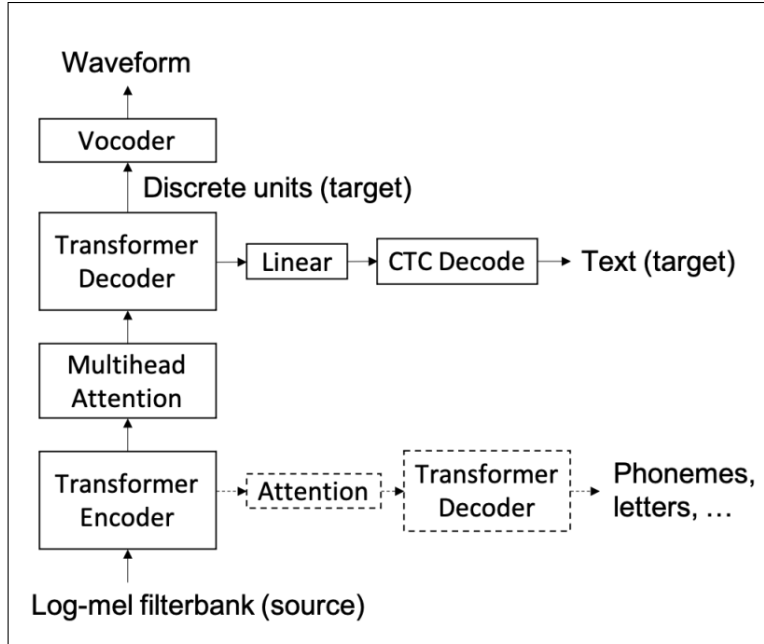 Waveform
Vocoder
Discrete units (target)
Transformer
Decoder
Linear
CTC Decode
Text (target)
Multihead
Attention
Transformer
Encoder
Attention
Transformer
Decoder
Phonemes,
letters, …
Log-mel filterbank (source)